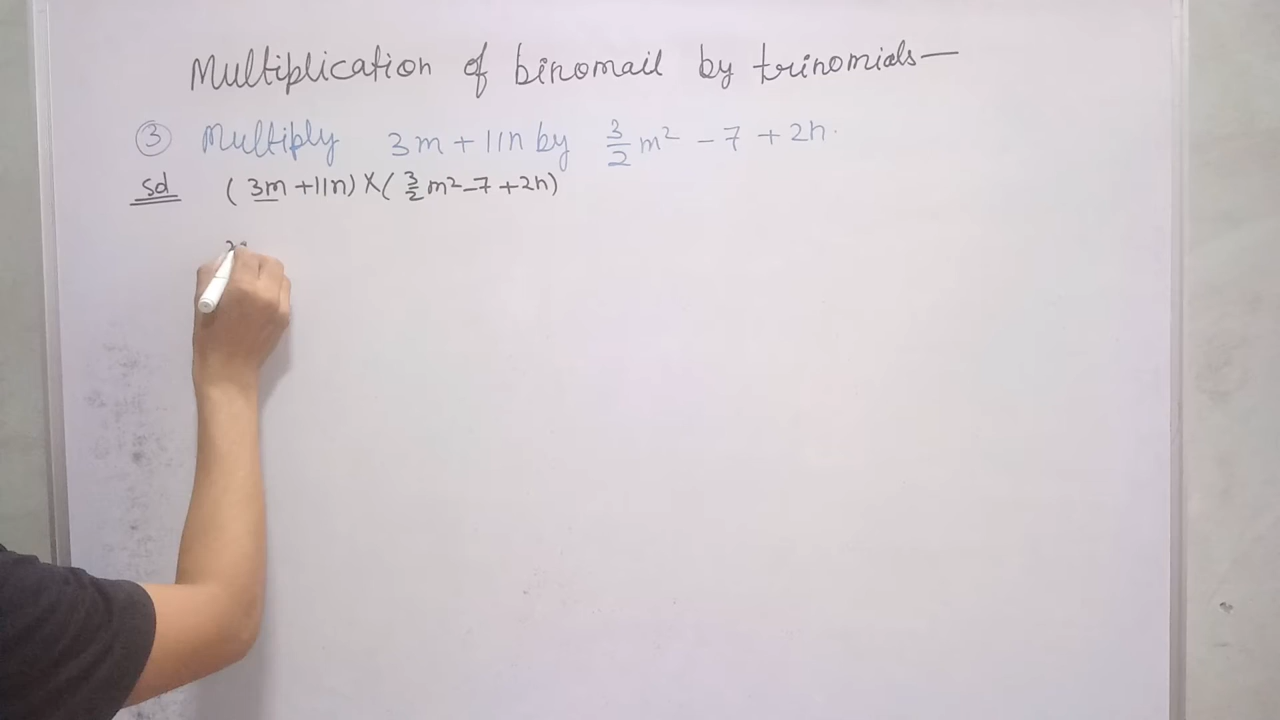 Multiplication of binomail by trinomials—
③ Multiply 3m + 11n by 3/2 m² - 7 + 2n.
Sol (3m + 11n) × (3/2 m² - 7 + 2n)